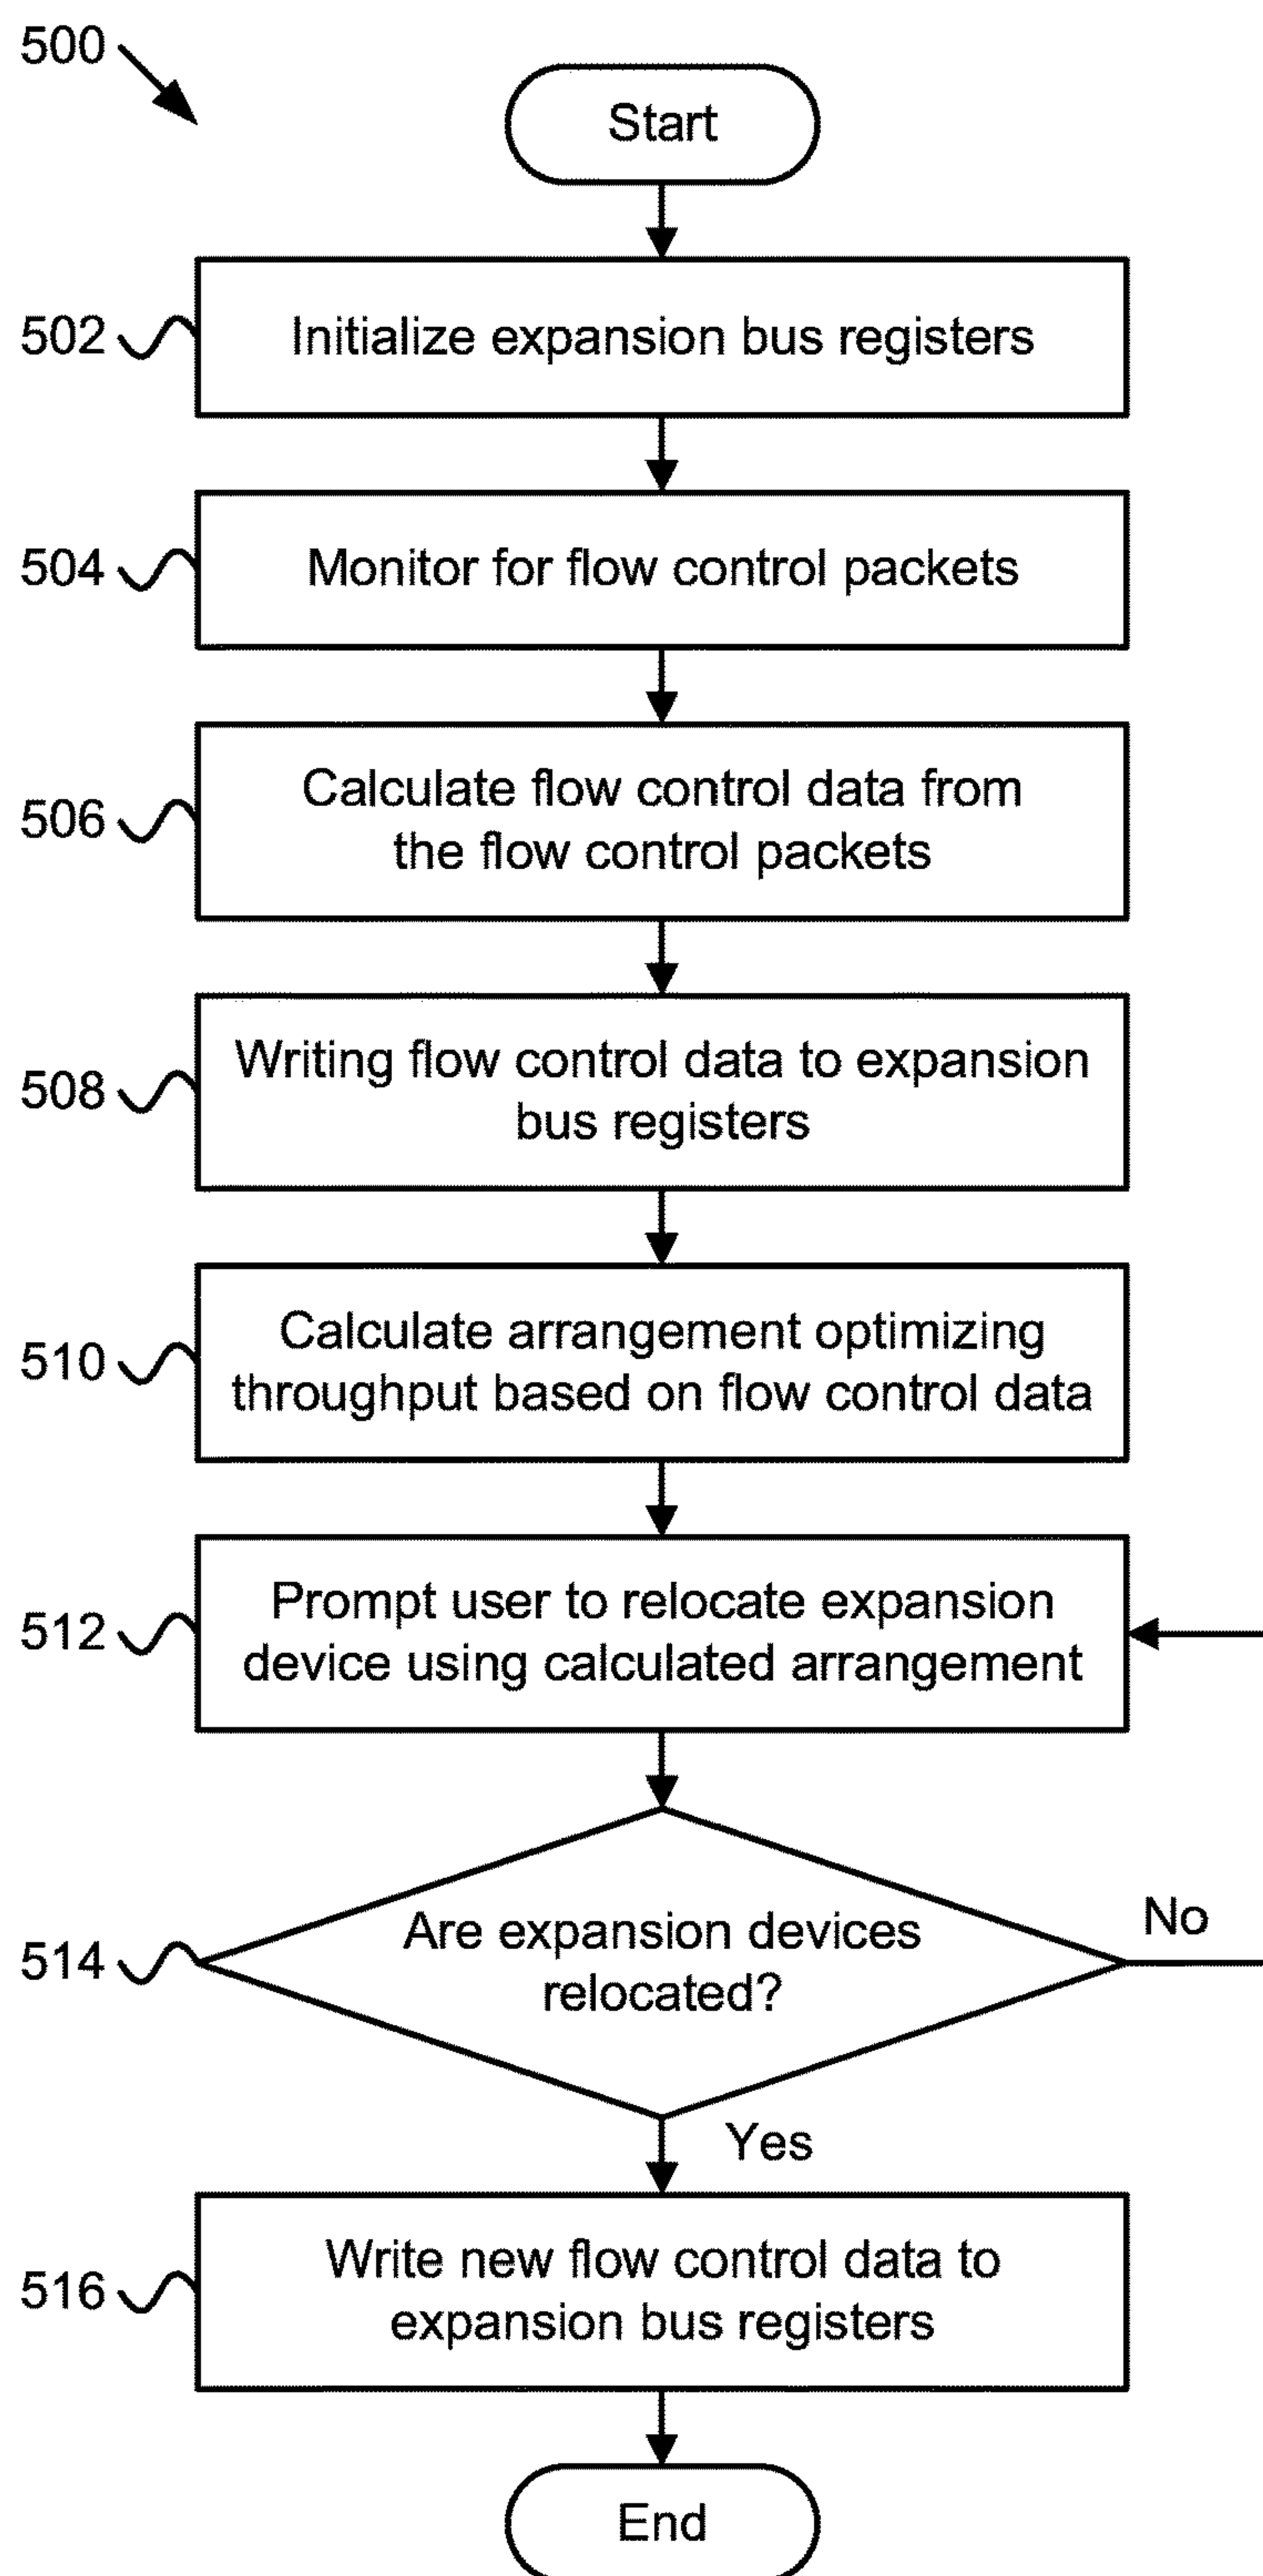 500
Start
502
Initialize expansion bus registers
504
Monitor for flow control packets
506
Calculate flow control data from
the flow control packets
508
Writing flow control data to expansion
bus registers
510
Calculate arrangement optimizing
throughput based on flow control data
512
Prompt user to relocate expansion
device using calculated arrangement
514
Are expansion devices
relocated?
No
Yes
516
Write new flow control data to
expansion bus registers
End